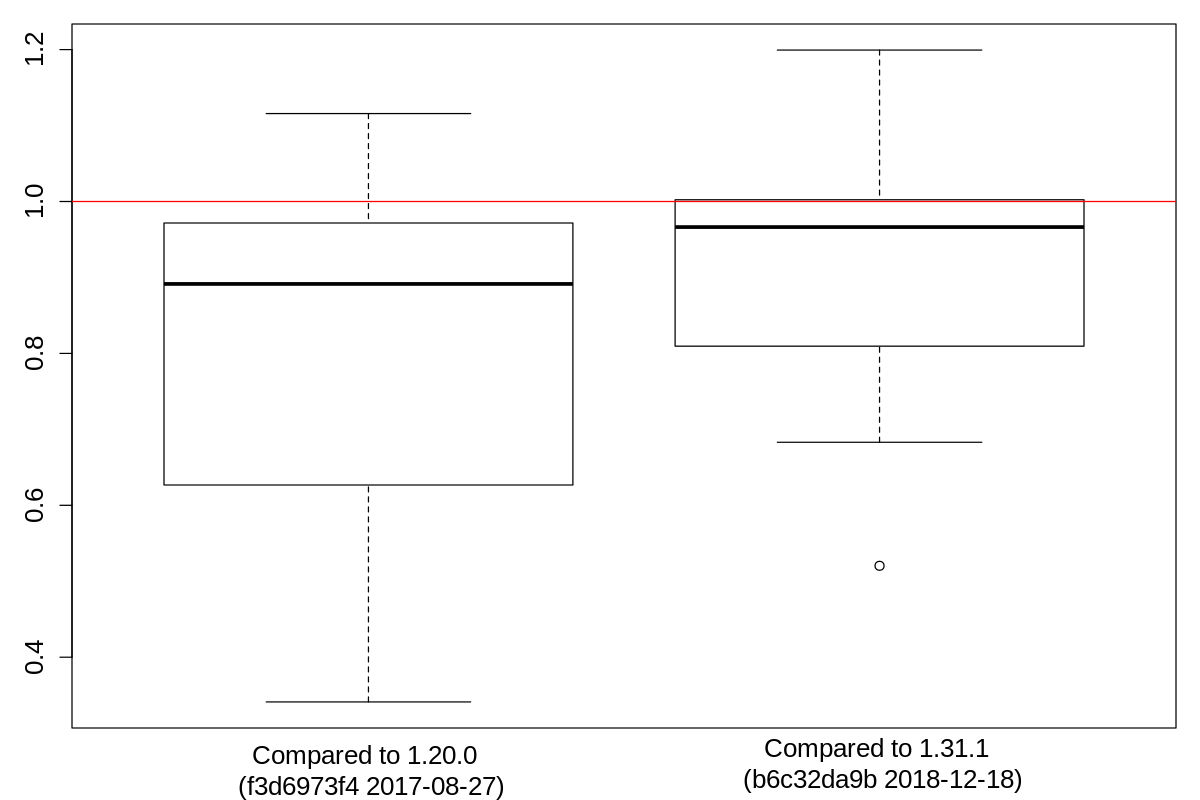 1.2
1.0
0.8
0.6
0.4
Compared to 1.20.0
(f3d6973f4 2017-08-27)
Compared to 1.31.1
(b6c32da9b 2018-12-18)